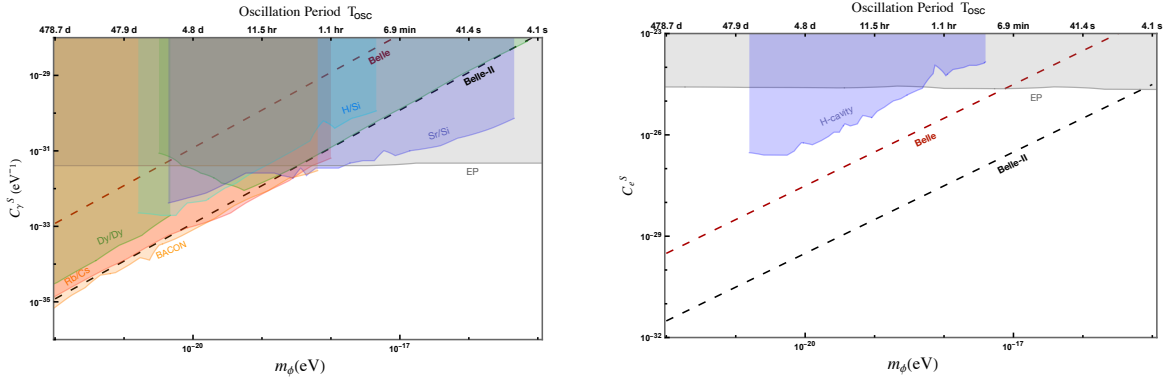 Oscillation Period T_OSC
478.7 d 47.9 d 4.8 d 11.5 hr 1.1 hr 6.9 min 41.4 s 4.1 s
10^-29
10^-31
10^-33
10^-35
C_γ^S (eV^-1)
Belle
Belle-II
H/Si
Sr/Si
EP
Dy/Dy
Rb/Cs
BACON
10^-20 10^-17
m_ϕ(eV)
Oscillation Period T_OSC
478.7 d 47.9 d 4.8 d 11.5 hr 1.1 hr 6.9 min 41.4 s 4.1 s
10^-23
10^-26
10^-29
10^-32
C_e^S
EP
H-cavity
Belle
Belle-II
10^-20 10^-17
m_ϕ(eV)